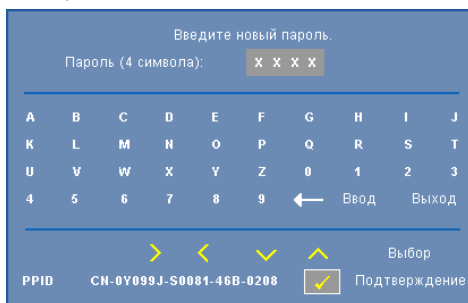 Введите новый пароль.
Пароль (4 символа): X X X X
A B C D E F G H I J
K L M N O P Q R S T
U V W X Y Z 0 1 2 3
4 5 6 7 8 9 Ввод Выход
Выбор
PPID CN-0Y099J-S0081-46B-0208 Подтверждение